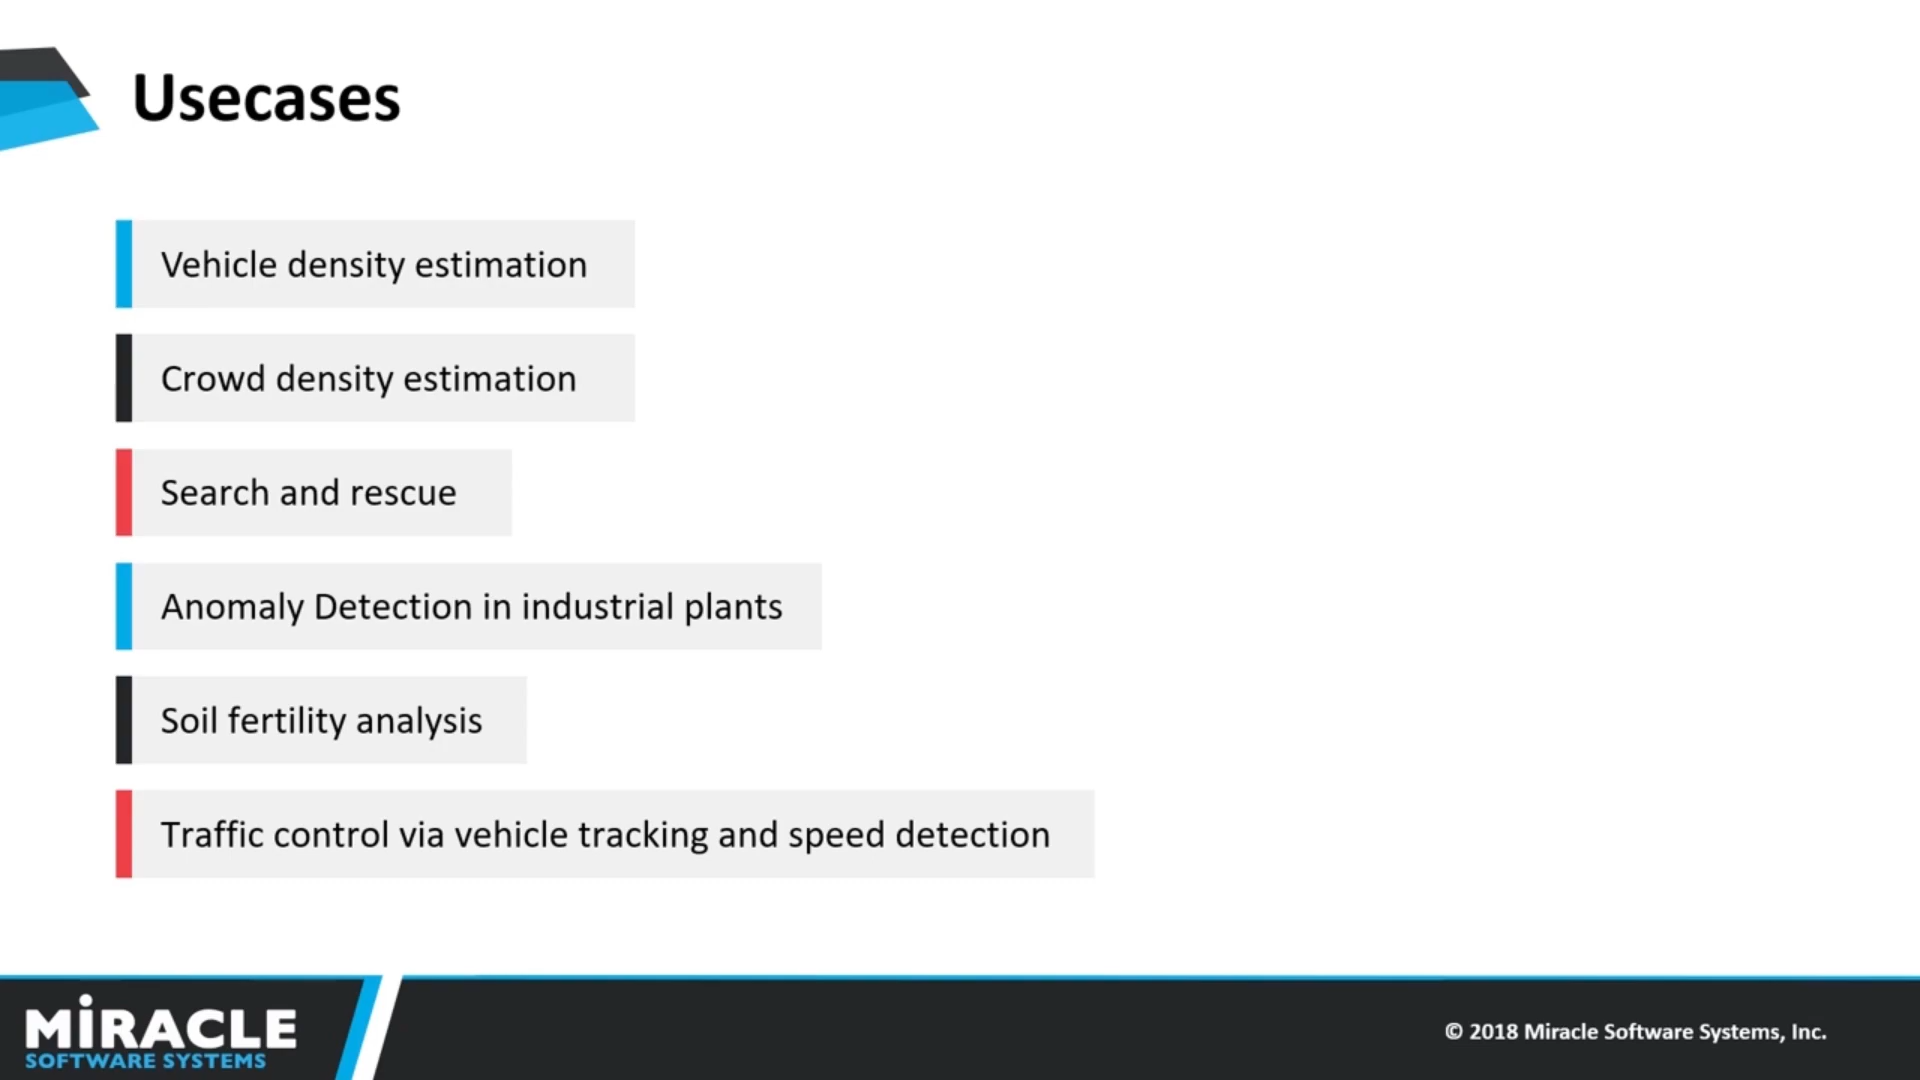 Usecases
Vehicle density estimation
Crowd density estimation
Search and rescue
Anomaly Detection in industrial plants
Soil fertility analysis
Traffic control via vehicle tracking and speed detection
MiRACLE
SOFTWARE SYSTEMS
© 2018 Miracle Software Systems, Inc.